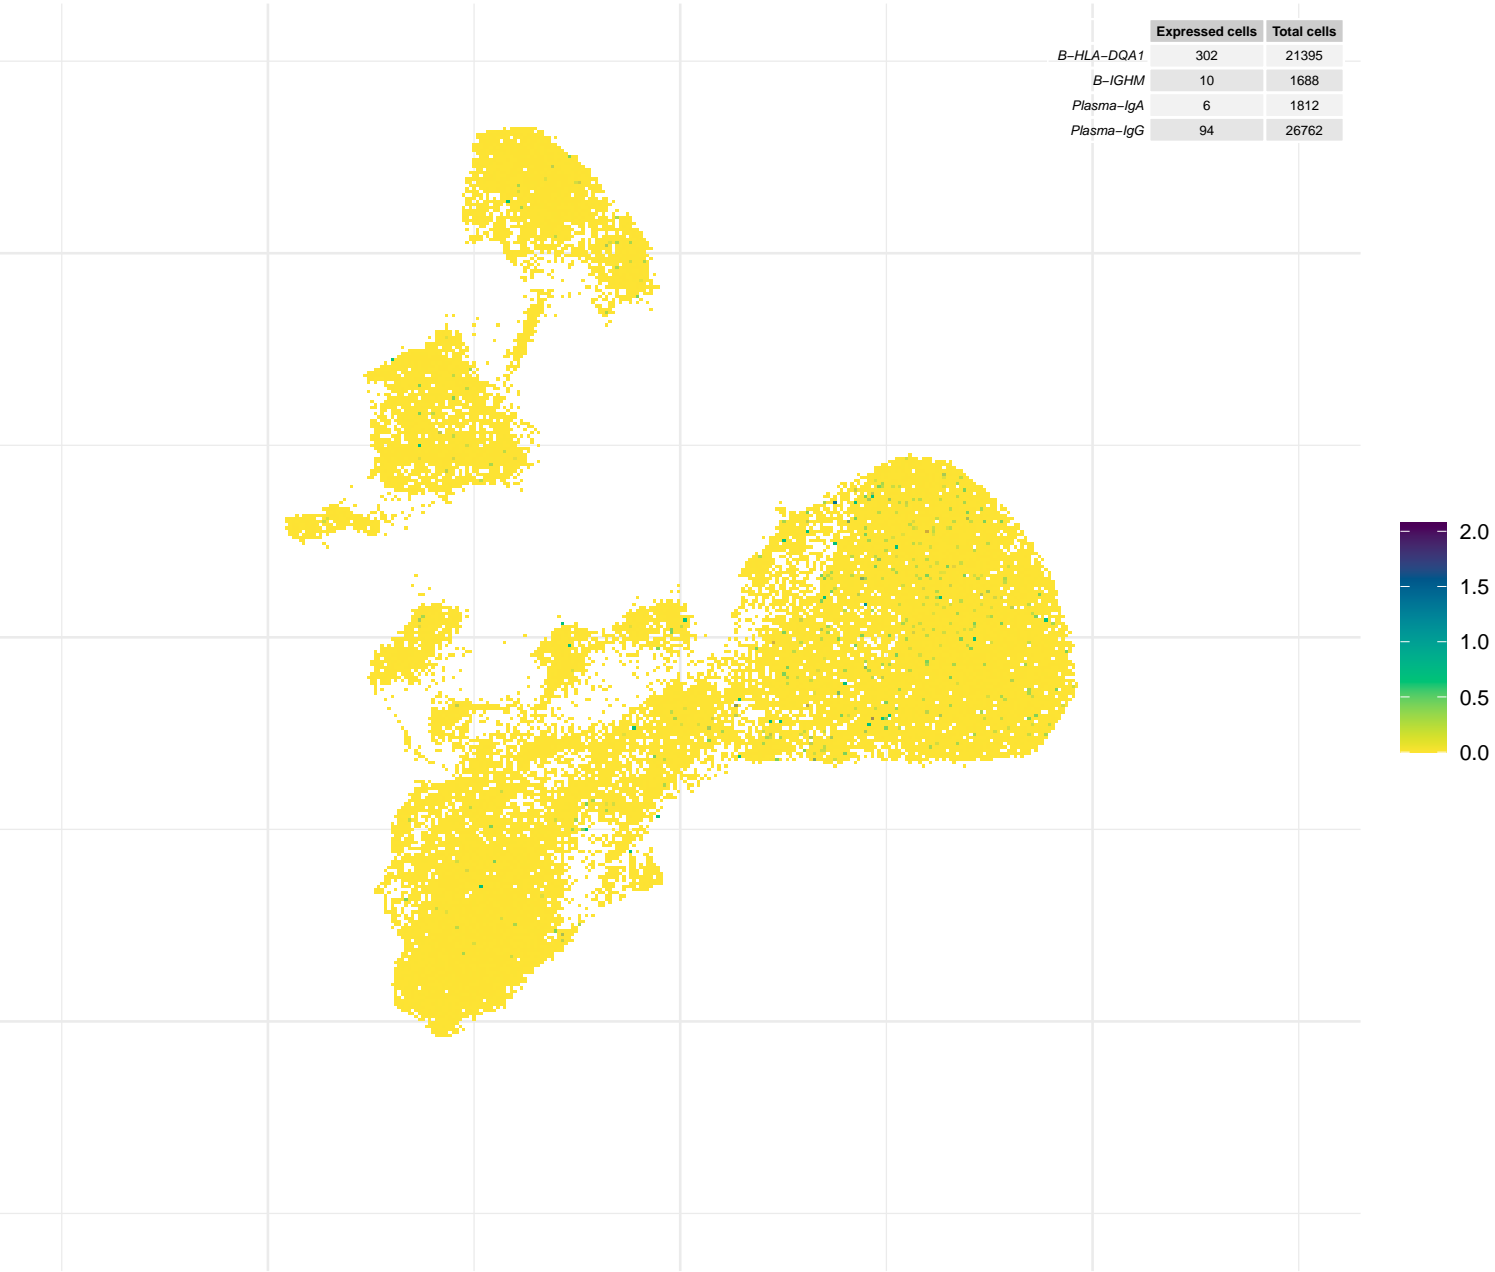 Expressed cells Total cells
B–HLA–DQA1 302 21395
B–IGHM 10 1688
Plasma–IgA 6 1812
Plasma–IgG 94 26762
2.0
1.5
1.0
0.5
0.0